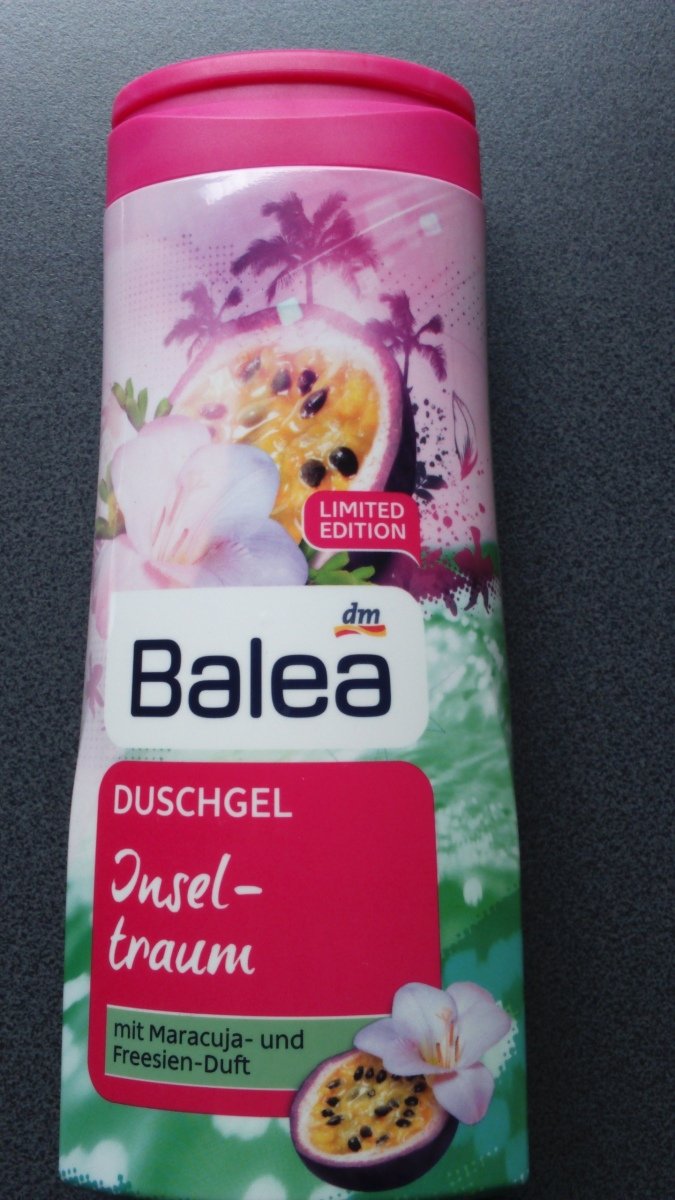 LIMITED
EDITION
dm
Balea
DUSCHGEL
Insel-
traum
mit Maracuja- und
Freesien-Duft